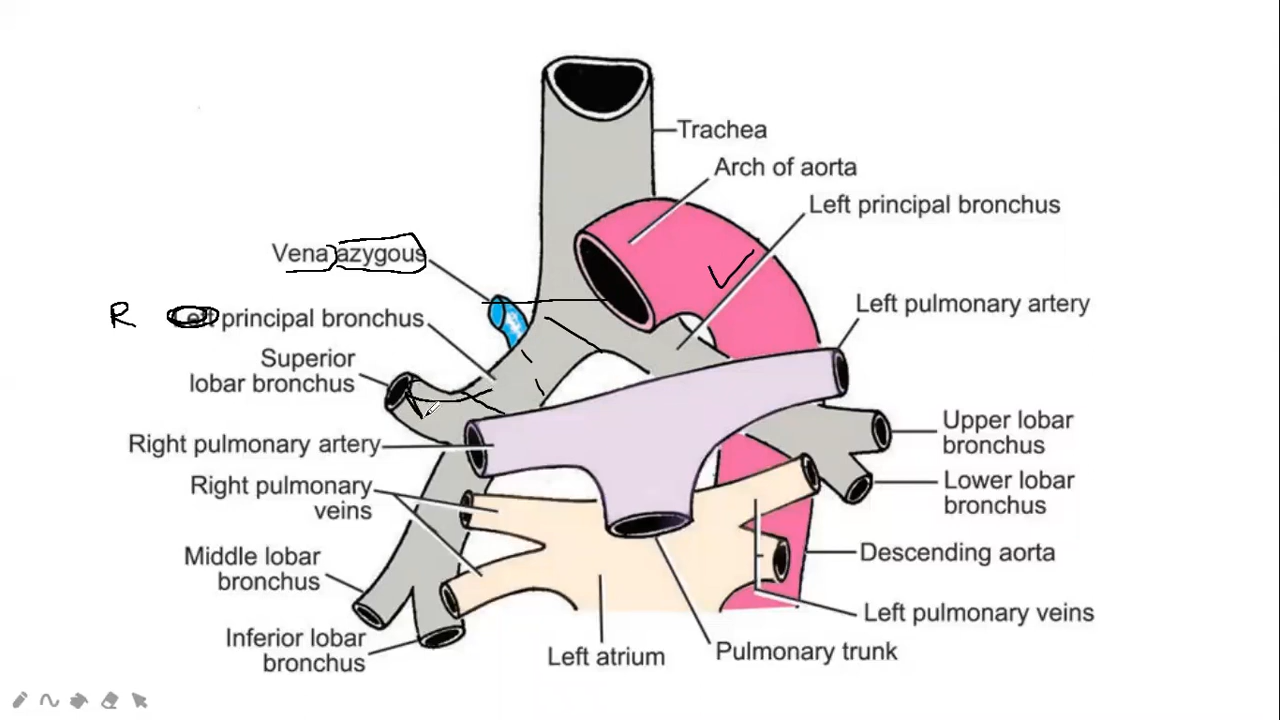 Trachea
Arch of aorta
Left principal bronchus
Vena azygous
Left pulmonary artery
R
principal bronchus
Superior
lobar bronchus
Upper lobar
bronchus
Right pulmonary artery
Lower lobar
bronchus
Right pulmonary
veins
Descending aorta
Middle lobar
bronchus
Left pulmonary veins
Inferior lobar
bronchus
Left atrium
Pulmonary trunk